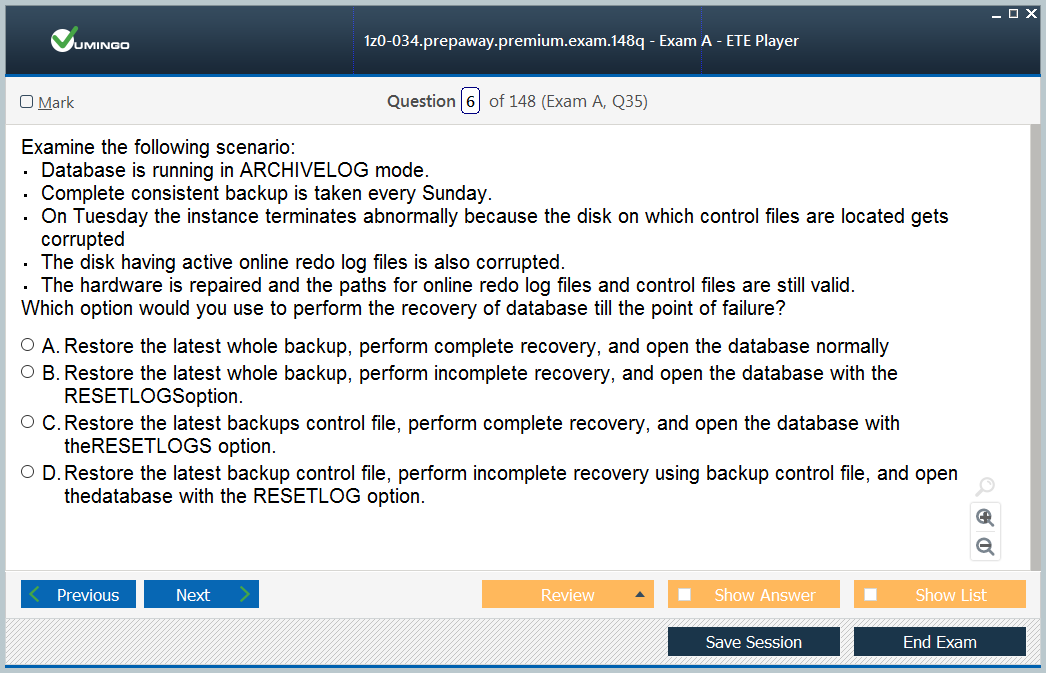 VUMINGO
1z0-034.prepaway.premium.exam.148q - Exam A - ETE Player
Mark
Question 6 of 148 (Exam A, Q35)
Examine the following scenario:
· Database is running in ARCHIVELOG mode.
· Complete consistent backup is taken every Sunday.
· On Tuesday the instance terminates abnormally because the disk on which control files are located gets
corrupted
· The disk having active online redo log files is also corrupted.
· The hardware is repaired and the paths for online redo log files and control files are still valid.
Which option would you use to perform the recovery of database till the point of failure?
A. Restore the latest whole backup, perform complete recovery, and open the database normally
B. Restore the latest whole backup, perform incomplete recovery, and open the database with the
RESETLOGSoption.
C. Restore the latest backups control file, perform complete recovery, and open the database with
theRESETLOGS option.
D. Restore the latest backup control file, perform incomplete recovery using backup control file, and open
thedatabase with the RESETLOG option.
Previous
Next
Review
Show Answer
Show List
Save Session
End Exam